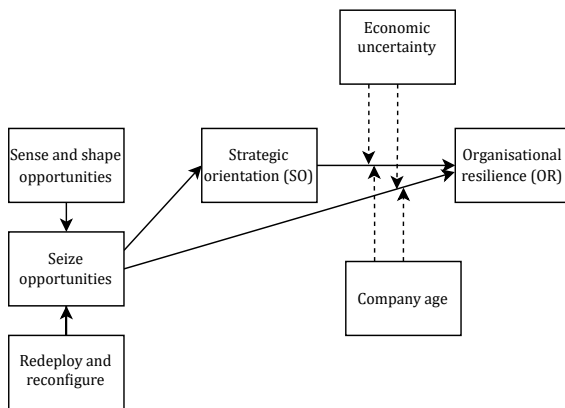 Economic
uncertainty
Sense and shape
opportunities
Strategic
orientation (SO)
Organisational
resilience (OR)
Seize
opportunities
Company age
Redeploy and
reconfigure